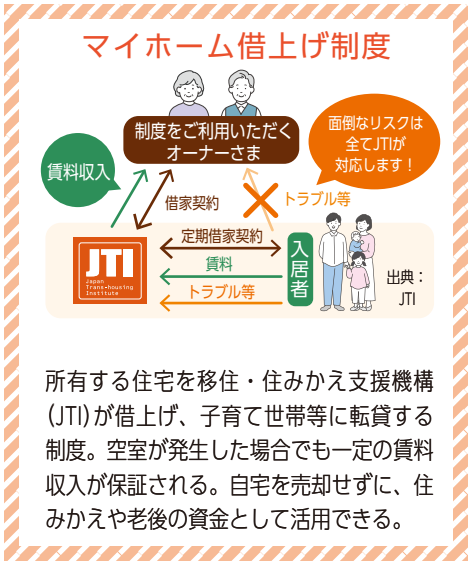 マイホーム借上げ制度
制度をご利用いただく
オーナーさま
面倒なリスクは
全てJTIが
対応します！
賃料収入
借家契約
トラブル等
定期借家契約
賃料
トラブル等
入居者
JTI
Japan
Trans-housing
Institute
出典：
JTI
所有する住宅を移住・住みかえ支援機構
(JTI)が借上げ、子育て世帯等に転貸する
制度。空室が発生した場合でも一定の賃料
収入が保証される。自宅を売却せずに、住
みかえや老後の資金として活用できる。